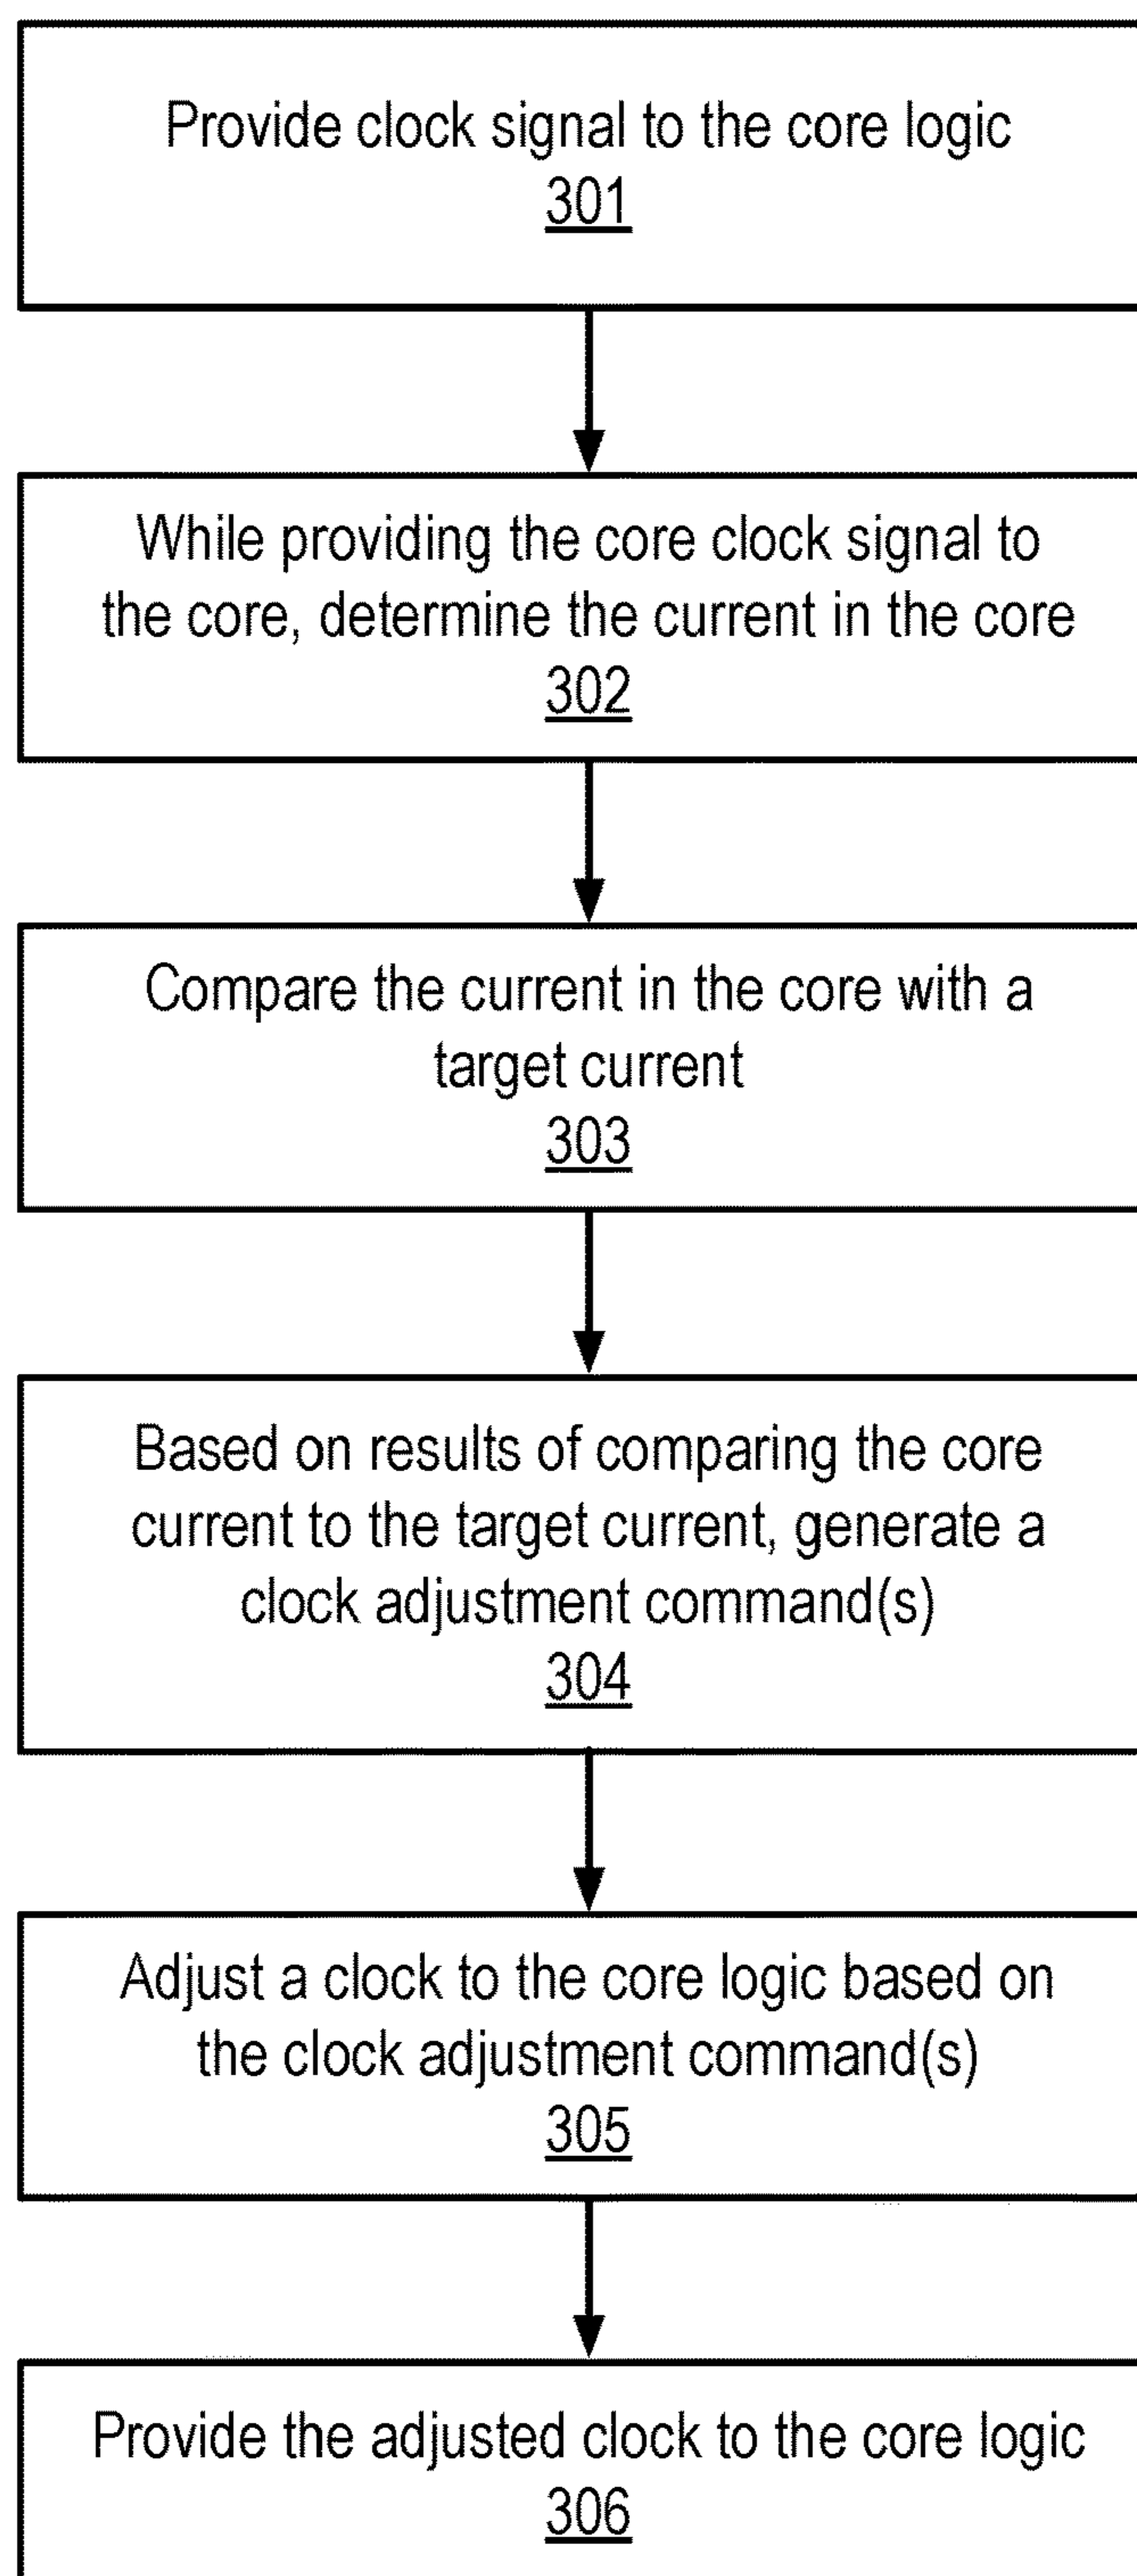 Provide clock signal to the core logic
301
While providing the core clock signal to
the core, determine the current in the core
302
Compare the current in the core with a
target current
303
Based on results of comparing the core
current to the target current, generate a
clock adjustment command(s)
304
Adjust a clock to the core logic based on
the clock adjustment command(s)
305
Provide the adjusted clock to the core logic
306